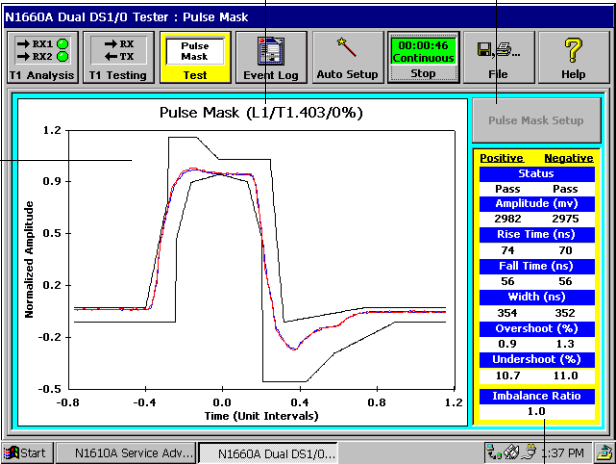 N1660A Dual DS1/0 Tester : Pulse Mask
→ RX1
→ RX2
T1 Analysis
→ RX
← TX
T1 Testing
Pulse
Mask
Test
Event Log
Auto Setup
00:00:46
Continuous
Stop
File
Help
Pulse Mask (L1/T1.403/0%)
Normalized Amplitude
1.2
0.9
0.5
0.2
-0.2
-0.5
-0.8
-0.4
0.0
0.4
0.8
1.2
Time (Unit Intervals)
Pulse Mask Setup
Positive Negative
Status
Pass Pass
Amplitude (mv)
2982 2975
Rise Time (ns)
74 70
Fall Time (ns)
56 56
Width (ns)
354 352
Overshoot (%)
0.9 1.3
Undershoot (%)
10.7 11.0
Imbalance Ratio
1.0
Start
N1610A Service Adv...
N1660A Dual DS1/0...
1:37 PM